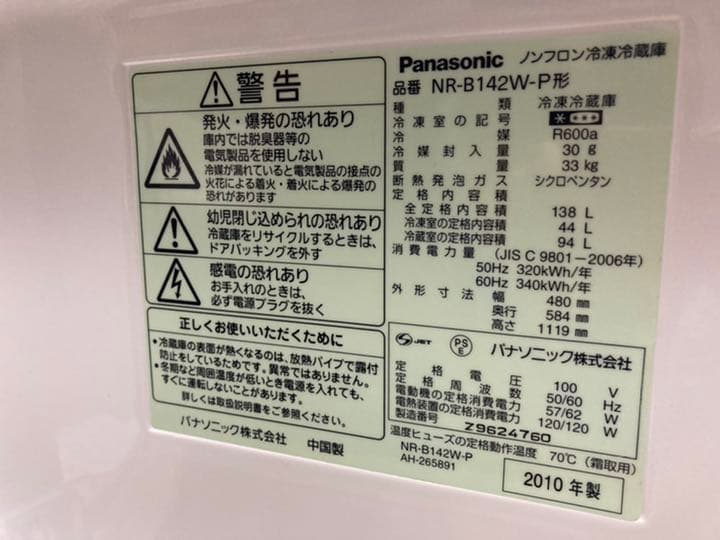 警告
発火・爆発の恐れあり
庫内では脱臭器等の
電気製品を使用しない
冷媒が漏れていると電気製品の接点の
火花による着火・着火による爆発の
恐れがあります
幼児閉じ込められの恐れあり
冷蔵庫をリサイクルするときは、
ドアパッキングを外す
感電の恐れあり
お手入れのときは、
必ず電源プラグを抜く
正しくお使いいただくために
・冷蔵庫の表面が熱くなるのは、放熱パイプで露付
防止をしているためです。異常ではありません。
・冬期など周囲温度が低いとき電源を入れても、
すぐに運転しないことがあります。
詳しくは取扱説明書をご参照ください。
パナソニック株式会社 中国製
Panasonic ノンフロン冷凍冷蔵庫
品番 NR-B142W-P形
種類 冷凍冷蔵庫
冷凍室の記号 ****
冷媒 R600a
冷媒封入量 30 g
質量 33 kg
断熱発泡ガス シクロペンタン
定格内容積
全定格内容積 138 L
冷凍室の定格内容積 44 L
冷蔵室の定格内容積 94 L
消費電力量 (JIS C 9801-2006年)
50Hz 320kWh/年
60Hz 340kWh/年
外形寸法 幅 480 mm
奥行 584 mm
高さ 1119 mm
JET PS E パナソニック株式会社
定格電圧 100 V
定格周波数 50/60 Hz
電動機の定格消費電力 57/62 W
電熱装置の定格消費電力 120/120 W
製造番号 Z9624760
温度ヒューズの定格動作温度 70℃ (霜取用)
NR-B142W-P
AH-265891
2010年製